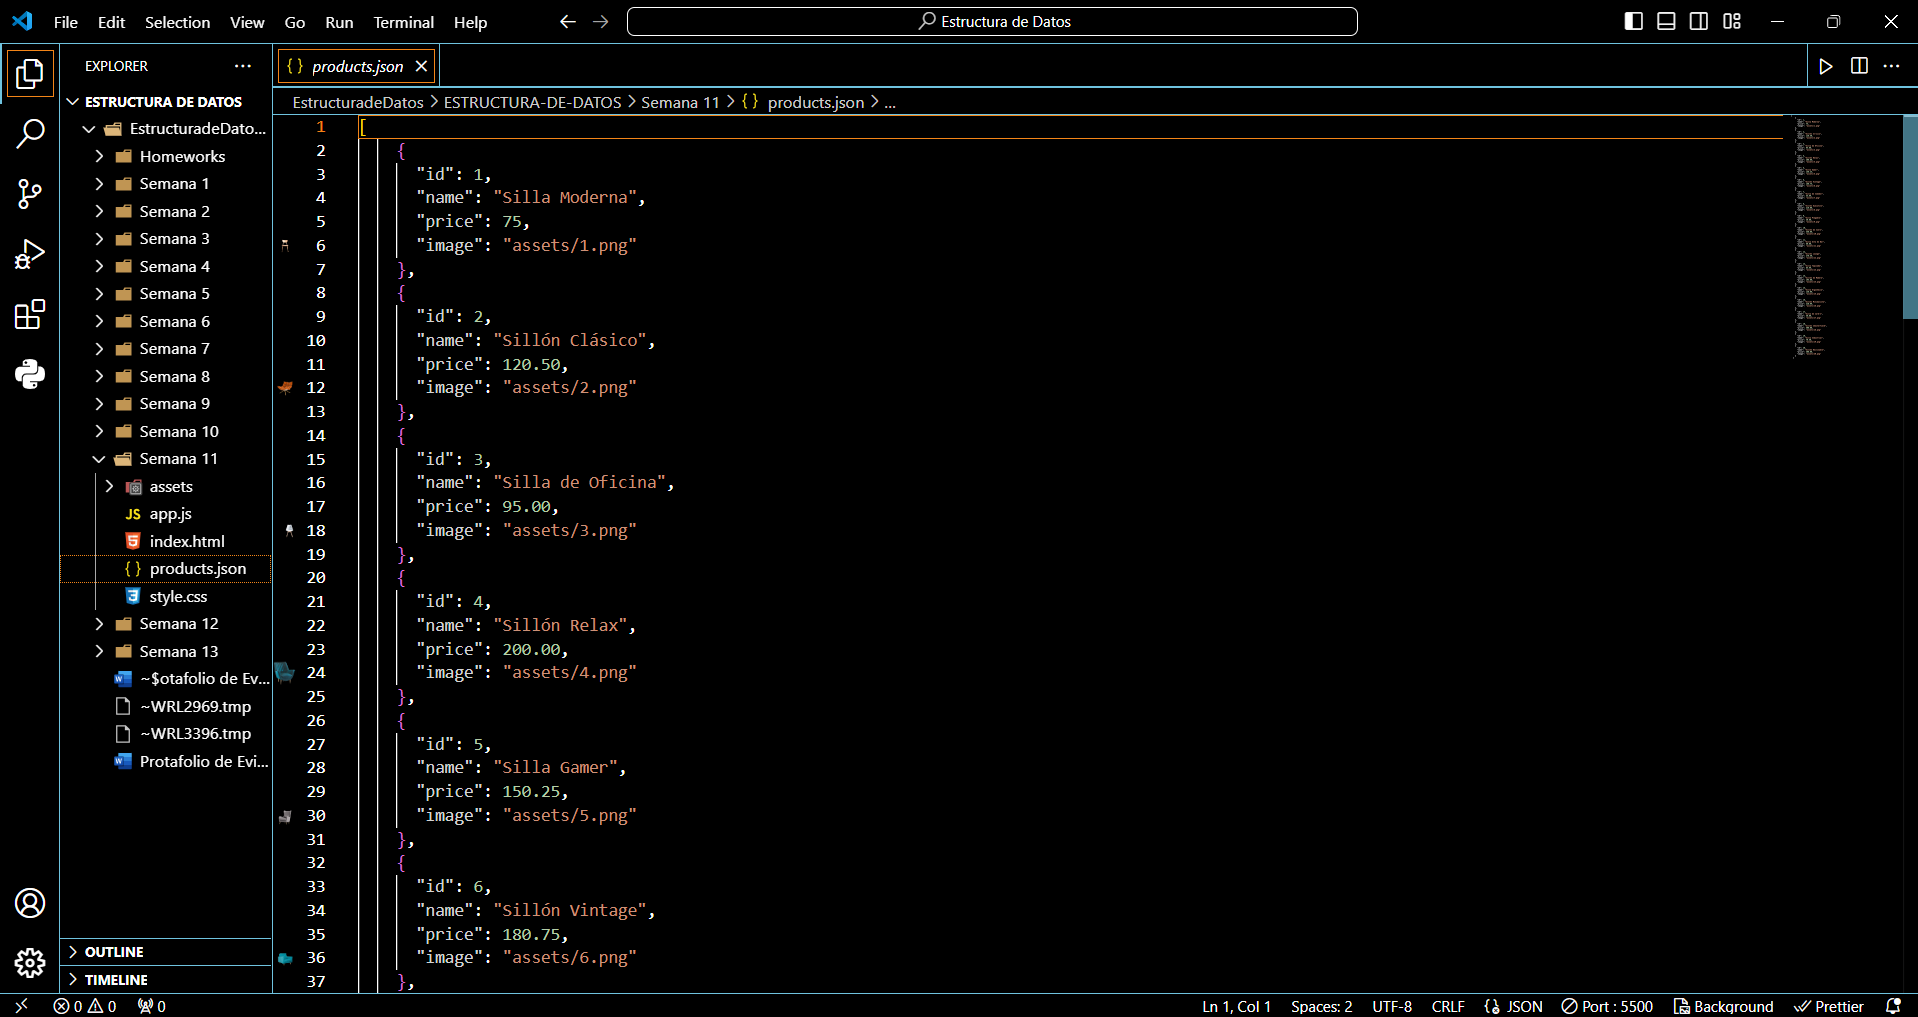 File Edit Selection View Go Run Terminal Help
Estructura de Datos
EXPLORER
ESTRUCTURA DE DATOS
EstructuradeDato...
Homeworks
Semana 1
Semana 2
Semana 3
Semana 4
Semana 5
Semana 6
Semana 7
Semana 8
Semana 9
Semana 10
Semana 11
assets
JS app.js
index.html
{} products.json
style.css
Semana 12
Semana 13
~$otafolio de Ev...
~WRL2969.tmp
~WRL3396.tmp
Protafolio de Evi...
OUTLINE
TIMELINE
{} products.json
EstructuradeDatos > ESTRUCTURA-DE-DATOS > Semana 11 > {} products.json > ...
1 [
2 {
3 "id": 1,
4 "name": "Silla Moderna",
5 "price": 75,
6 "image": "assets/1.png"
7 },
8 {
9 "id": 2,
10 "name": "Sillón Clásico",
11 "price": 120.50,
12 "image": "assets/2.png"
13 },
14 {
15 "id": 3,
16 "name": "Silla de Oficina",
17 "price": 95.00,
18 "image": "assets/3.png"
19 },
20 {
21 "id": 4,
22 "name": "Sillón Relax",
23 "price": 200.00,
24 "image": "assets/4.png"
25 },
26 {
27 "id": 5,
28 "name": "Silla Gamer",
29 "price": 150.25,
30 "image": "assets/5.png"
31 },
32 {
33 "id": 6,
34 "name": "Sillón Vintage",
35 "price": 180.75,
36 "image": "assets/6.png"
37 },
0 0 0 Ln 1, Col 1 Spaces: 2 UTF-8 CRLF {} JSON Port : 5500 Background Prettier